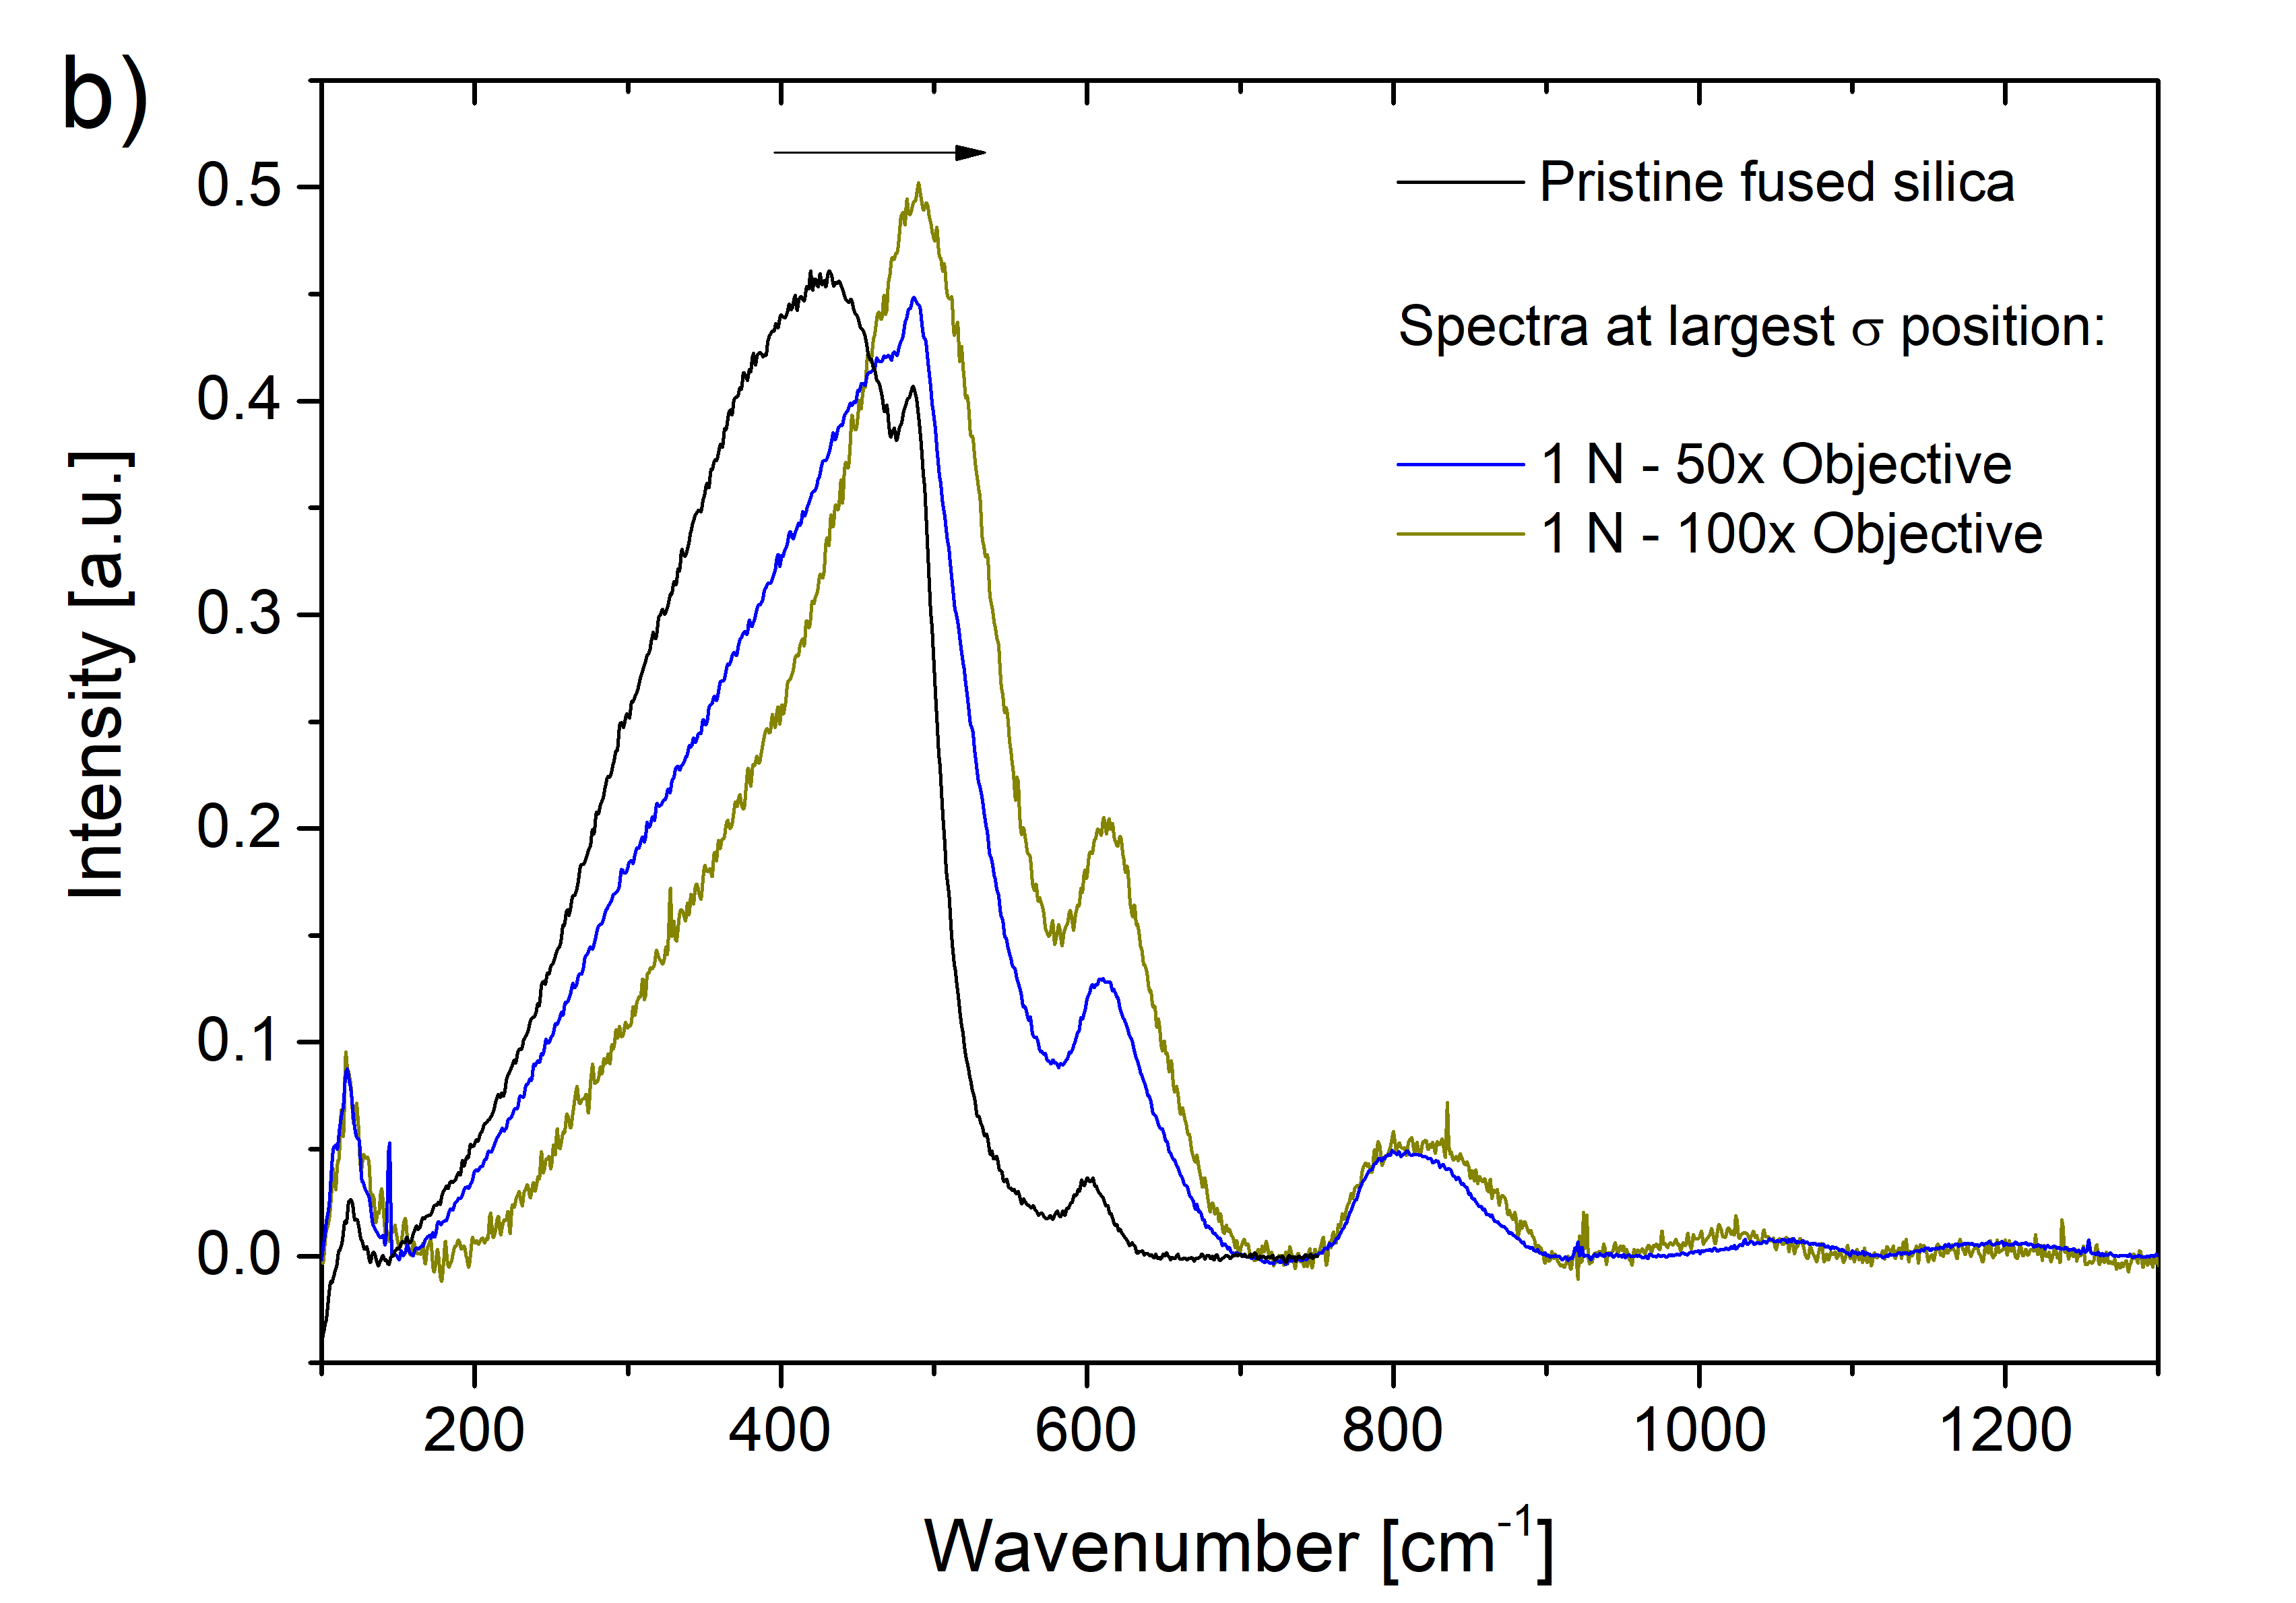 b)
Pristine fused silica
Spectra at largest σ position:
1 N - 50x Objective
1 N - 100x Objective
Intensity [a.u.]
0.5
0.4
0.3
0.2
0.1
0.0
200 400 600 800 1000 1200
Wavenumber [cm⁻¹]